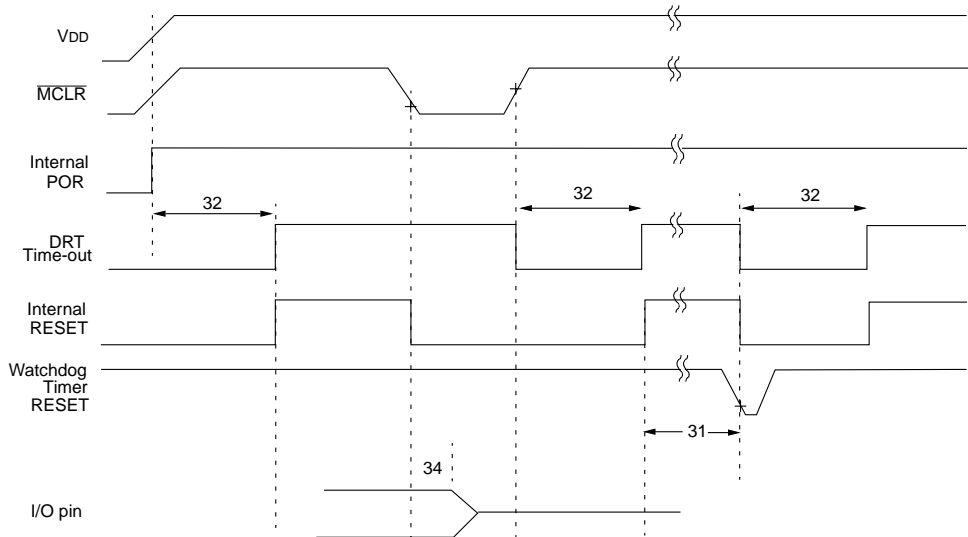 VDD
MCLR
Internal
POR
32
32
32
DRT
Time-out
Internal
RESET
Watchdog
Timer
RESET
31
34
I/O pin